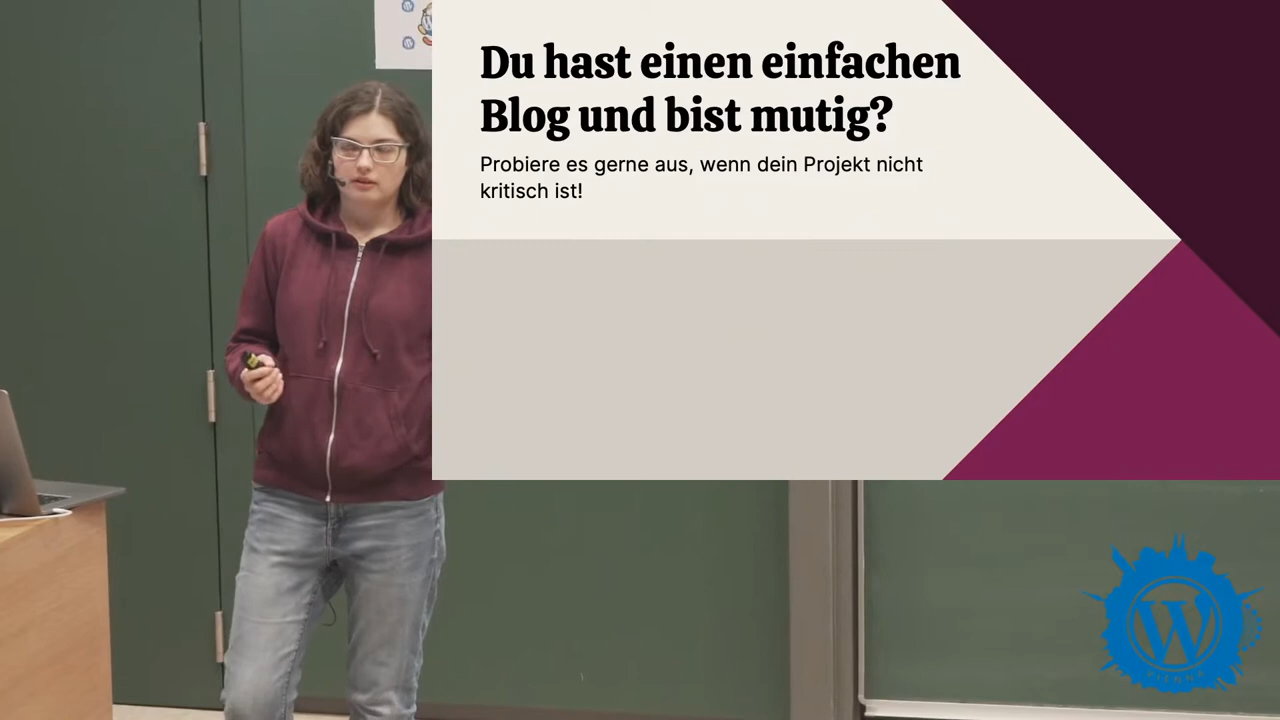 Du hast einen einfachen
Blog und bist mutig?
Probiere es gerne aus, wenn dein Projekt nicht
kritisch ist!
W